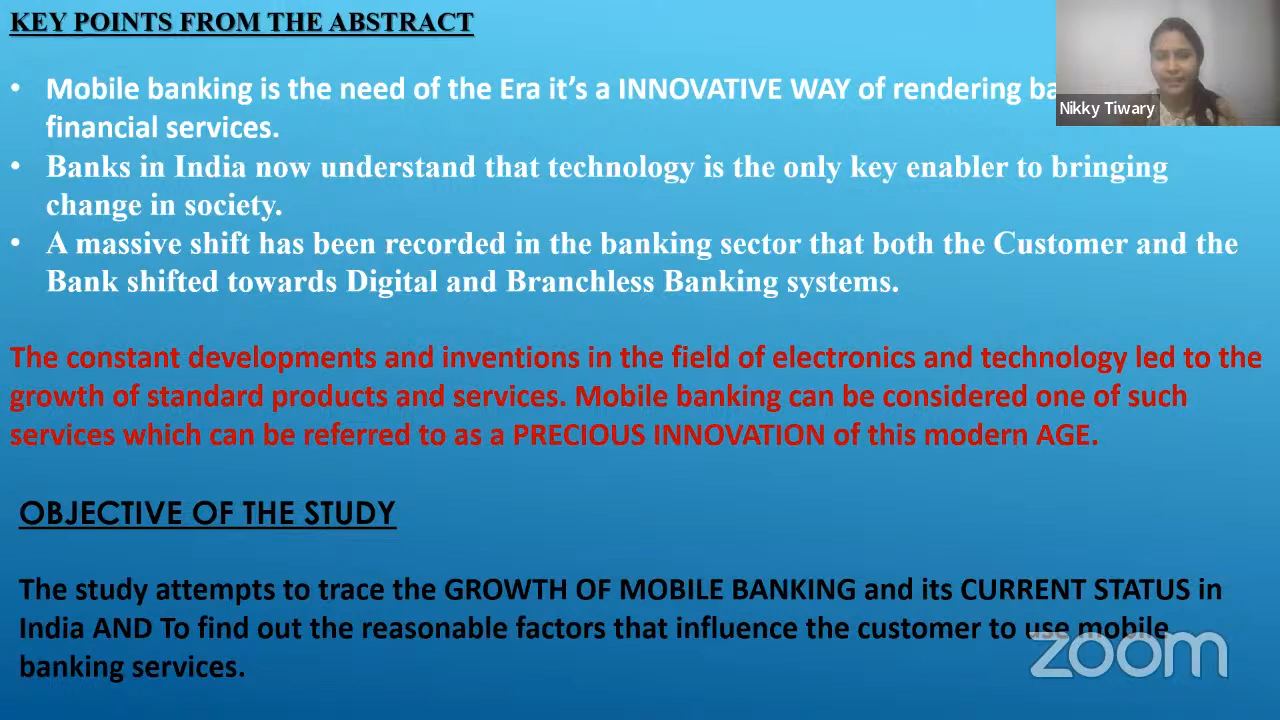 KEY POINTS FROM THE ABSTRACT
Nikky Tiwary
• Mobile banking is the need of the Era it's a INNOVATIVE WAY of rendering
financial services.
• Banks in India now understand that technology is the only key enabler to bringing
change in society.
• A massive shift has been recorded in the banking sector that both the Customer and the
Bank shifted towards Digital and Branchless Banking systems.
The constant developments and inventions in the field of electronics and technology led to the
growth of standard products and services. Mobile banking can be considered one of such
services which can be referred to as a PRECIOUS INNOVATION of this modern AGE.
OBJECTIVE OF THE STUDY
The study attempts to trace the GROWTH OF MOBILE BANKING and its CURRENT STATUS in
India AND To find out the reasonable factors that influence the customer to use mobile
banking services.
zoom